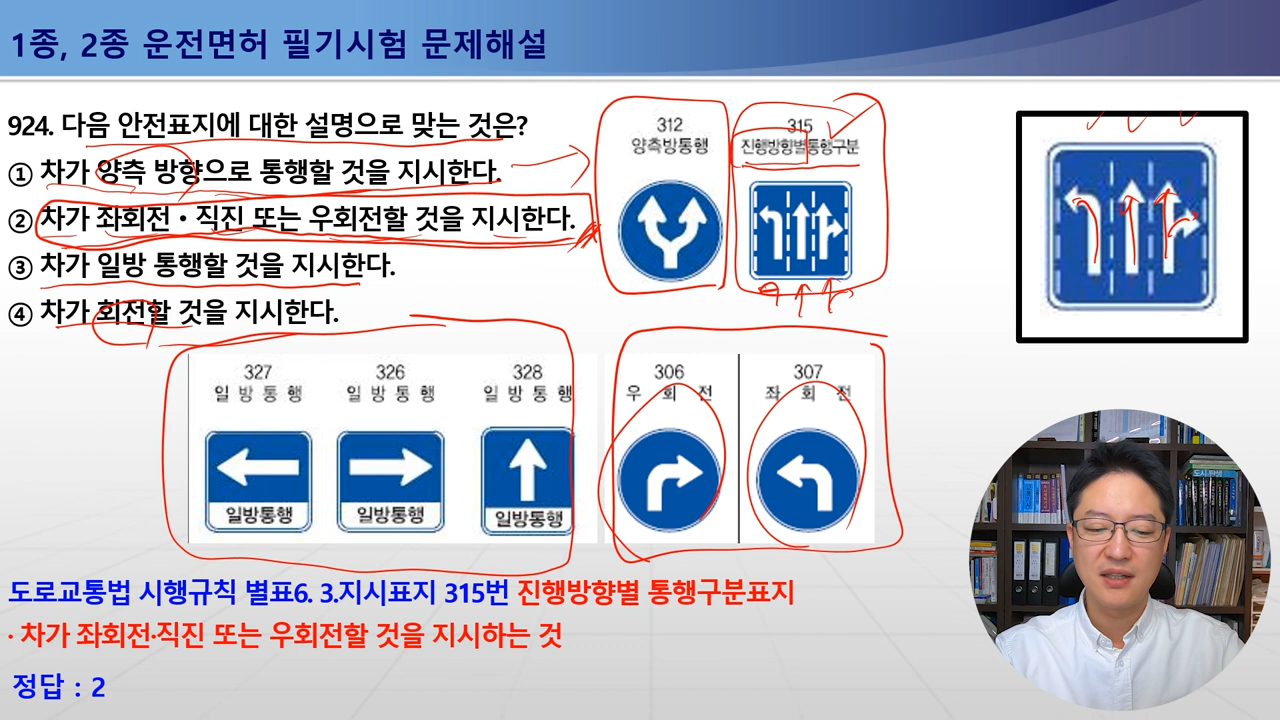 1종, 2종 운전면허 필기시험 문제해설
924. 다음 안전표지에 대한 설명으로 맞는 것은?
① 차가 양측 방향으로 통행할 것을 지시한다.
② 차가 좌회전·직진 또는 우회전할 것을 지시한다.
③ 차가 일방 통행할 것을 지시한다.
④ 차가 회전할 것을 지시한다.
312
양측방통행
315
진행방향별통행구분
327
일 방 통 행
일방통행
326
일 방 통 행
일방통행
328
일 방 통 행
일방통행
306
우 회 전
307
좌 회 전
도로교통법 시행규칙 별표6. 3.지시표지 315번 진행방향별 통행구분표지
· 차가 좌회전·직진 또는 우회전할 것을 지시하는 것
정답 : 2